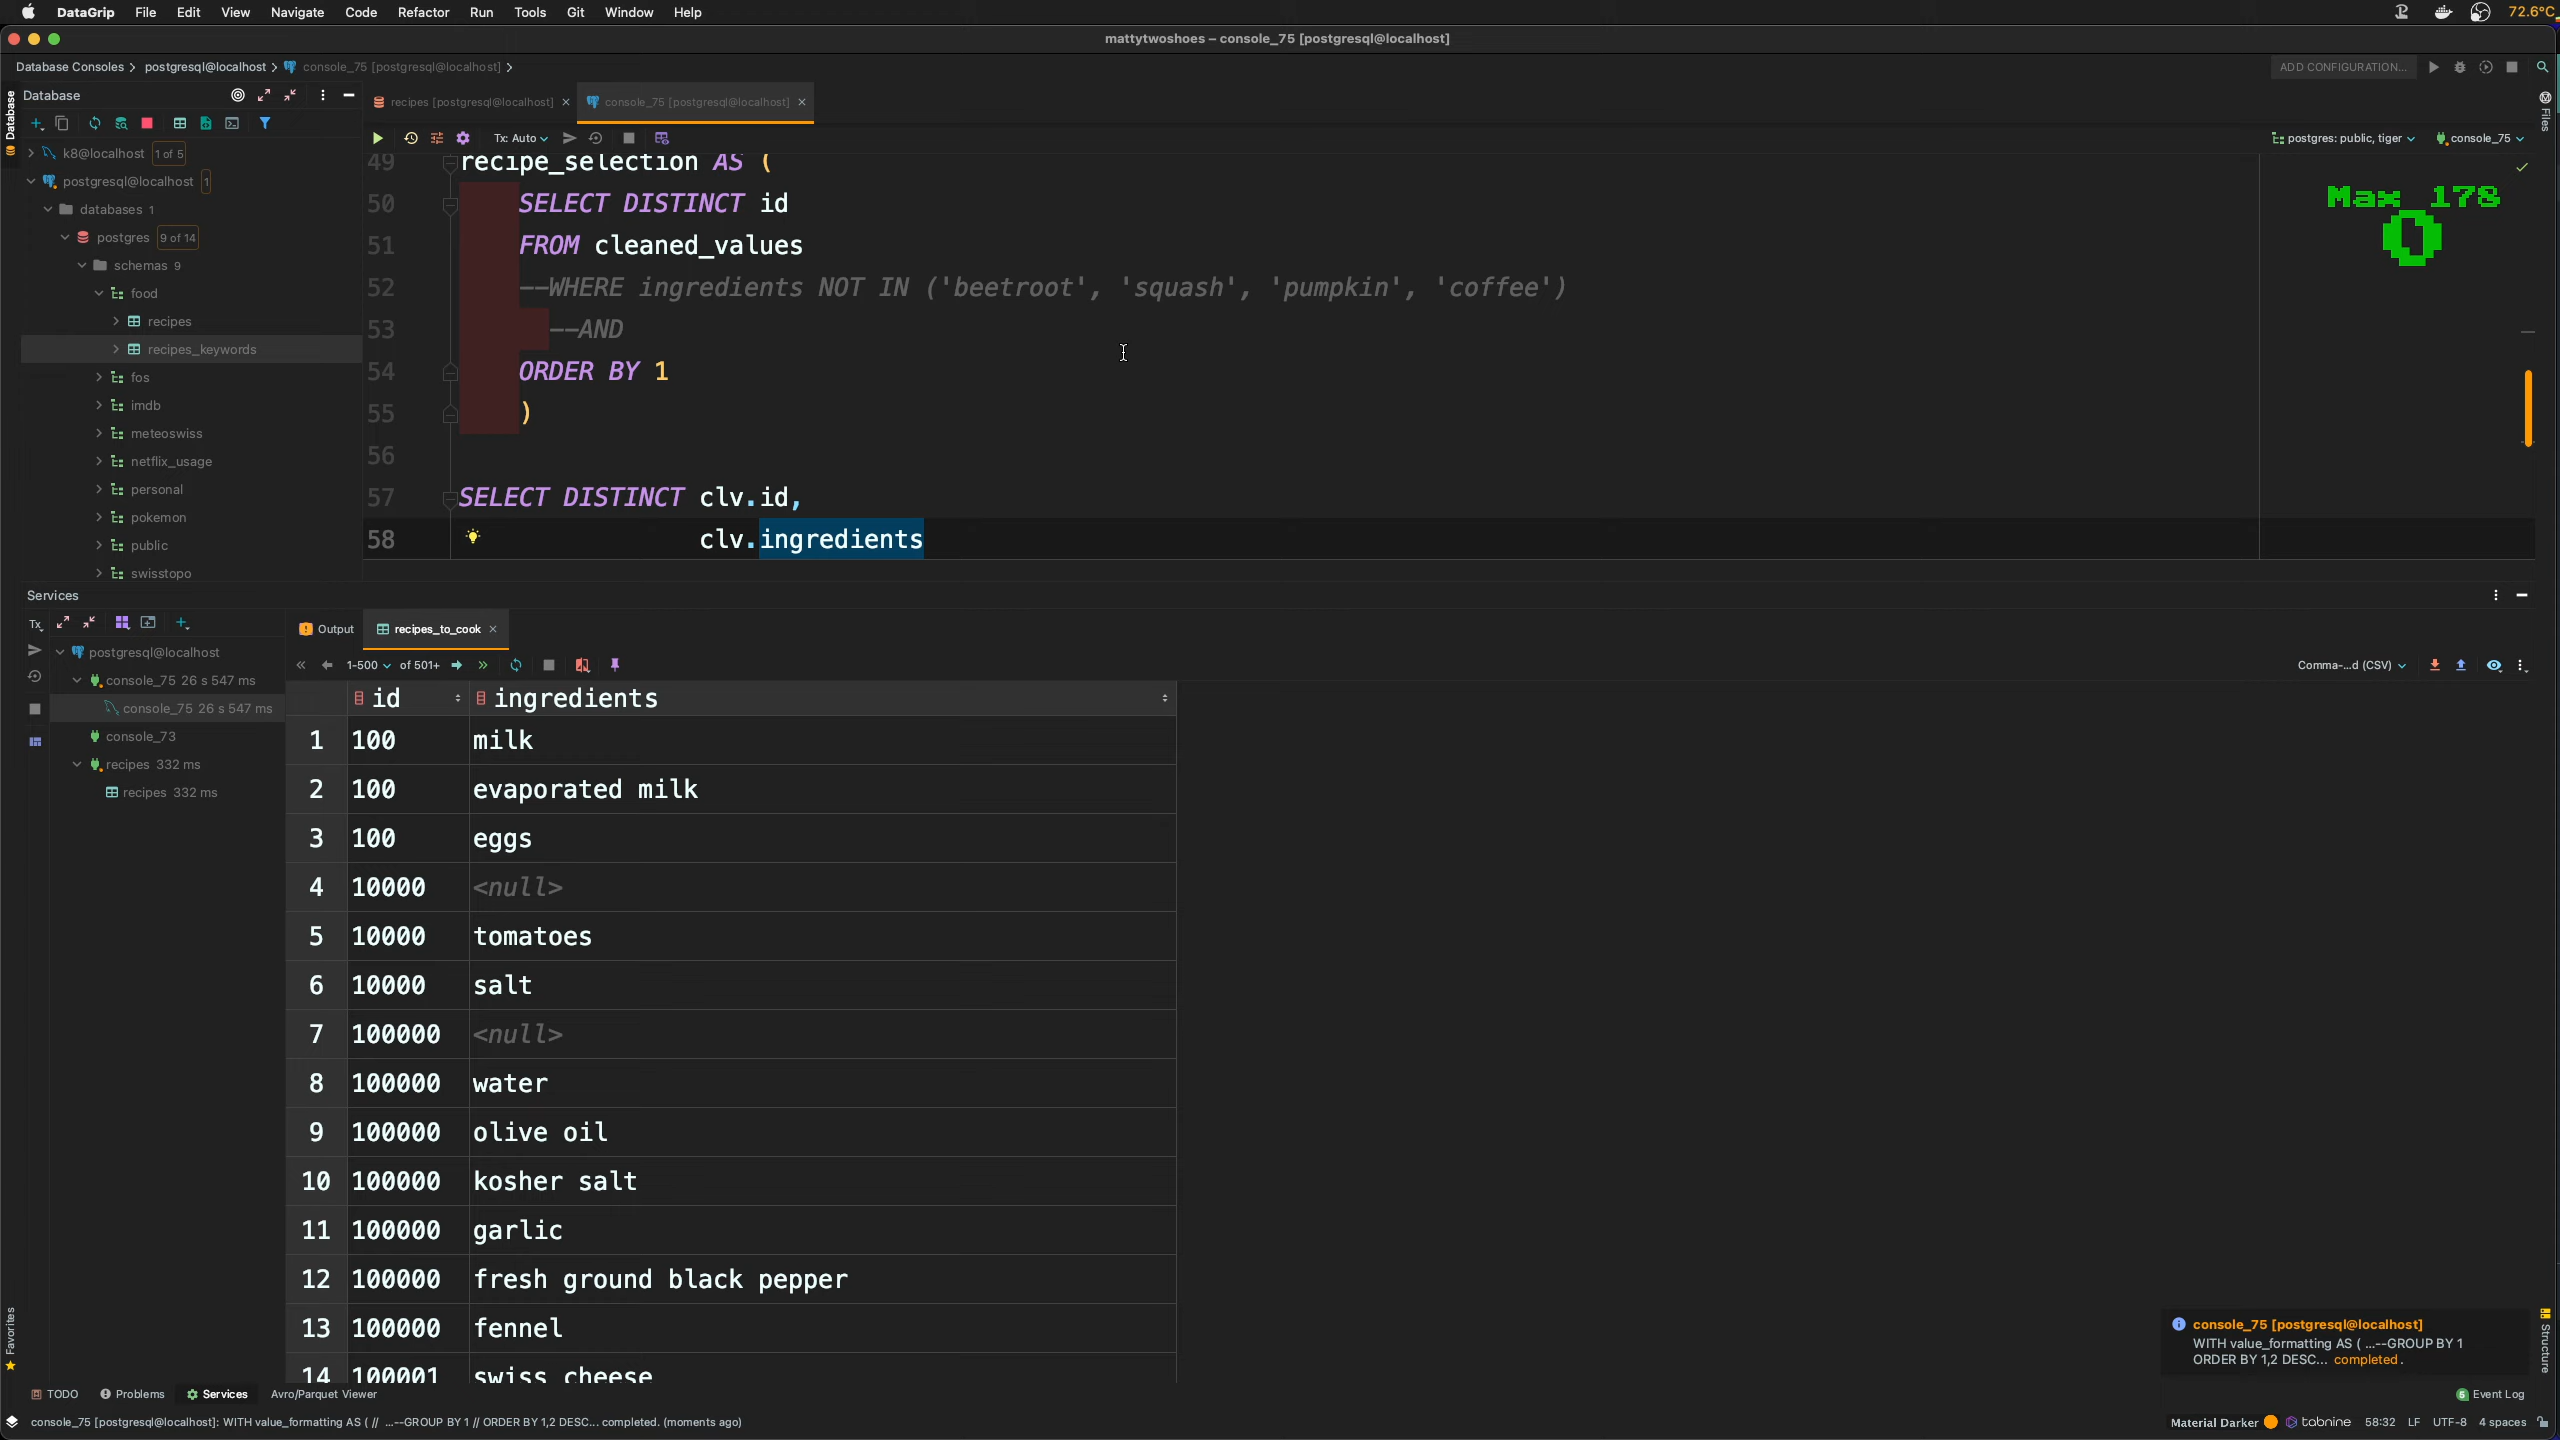 DataGrip File Edit View Navigate Code Refactor Run Tools Git Window Help 72.6°C
mattytwoshoes – console_75 [postgresql@localhost]
Database Consoles postgresql@localhost console_75 [postgresql@localhost] ADD CONFIGURATION...
Database
recipes [postgresql@localhost] console_75 [postgresql@localhost]
Database
Files
Tx: Auto postgres: public, tiger console_75
k8@localhost 1 of 5
postgresql@localhost 1
databases 1
postgres 9 of 14
schemas 9
food
recipes
recipes_keywords
fos
imdb
meteoswiss
netflix_usage
personal
pokemon
public
swisstopo
49 recipe_selection AS (
50 SELECT DISTINCT id
51 FROM cleaned_values
52 --WHERE ingredients NOT IN ('beetroot', 'squash', 'pumpkin', 'coffee')
53 --AND
54 ORDER BY 1
55 )
56
57 SELECT DISTINCT clv.id,
58 clv.ingredients
Max 178
0
Services
Tx
Output recipes_to_cook
1-500 of 501+ Comma-...d (CSV)
postgresql@localhost
console_75 26 s 547 ms
console_75 26 s 547 ms
console_73
recipes 332 ms
recipes 332 ms
id ingredients
1 100 milk
2 100 evaporated milk
3 100 eggs
4 10000 <null>
5 10000 tomatoes
6 10000 salt
7 100000 <null>
8 100000 water
9 100000 olive oil
10 100000 kosher salt
11 100000 garlic
12 100000 fresh ground black pepper
13 100000 fennel
14 100001 swiss cheese
Favorites
Structure
console_75 [postgresql@localhost]
WITH value_formatting AS ( ...--GROUP BY 1
ORDER BY 1,2 DESC... completed.
TODO Problems Services Avro/Parquet Viewer 5 Event Log
console_75 [postgresql@localhost]: WITH value_formatting AS ( // ...--GROUP BY 1 // ORDER BY 1,2 DESC... completed. (moments ago) Material Darker tabnine 58:32 LF UTF-8 4 spaces